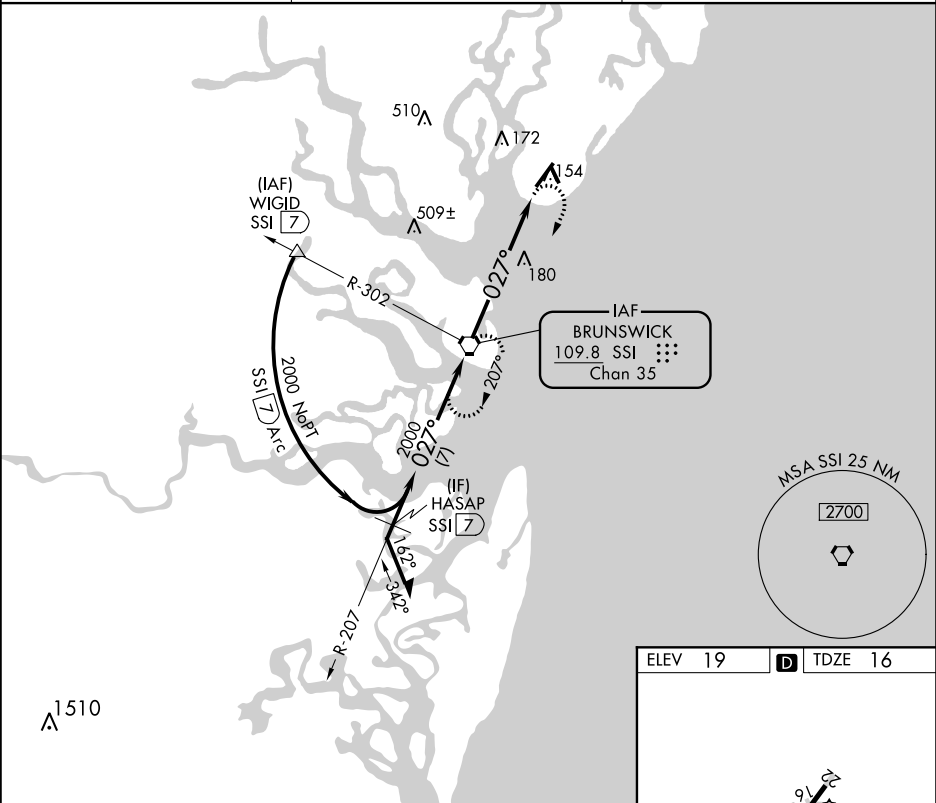 510
172
154
(IAF)
WIGID
SSI 7
509±
180
R-302
027°
IAF
BRUNSWICK
109.8 SSI
Chan 35
207°
2000 NoPT
SSI 7 Arc
2000
027°
(7)
(IF)
HASAP
SSI 7
MSA SSI 25 NM
2700
162°
342°
R-207
1510
ELEV 19 D TDZE 16
22
16